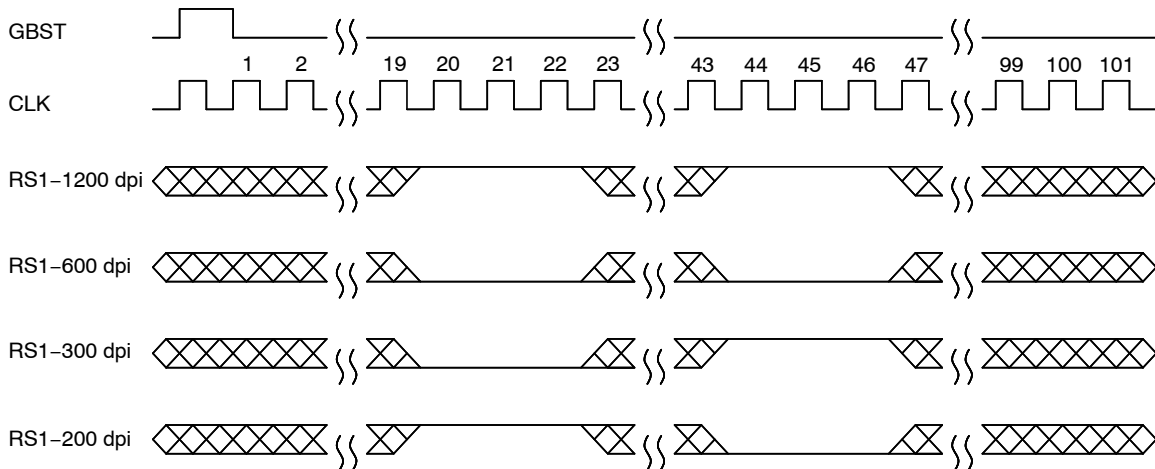 GBST
1 2 19 20 21 22 23 43 44 45 46 47 99 100 101
CLK
RS1−1200 dpi
RS1−600 dpi
RS1−300 dpi
RS1−200 dpi